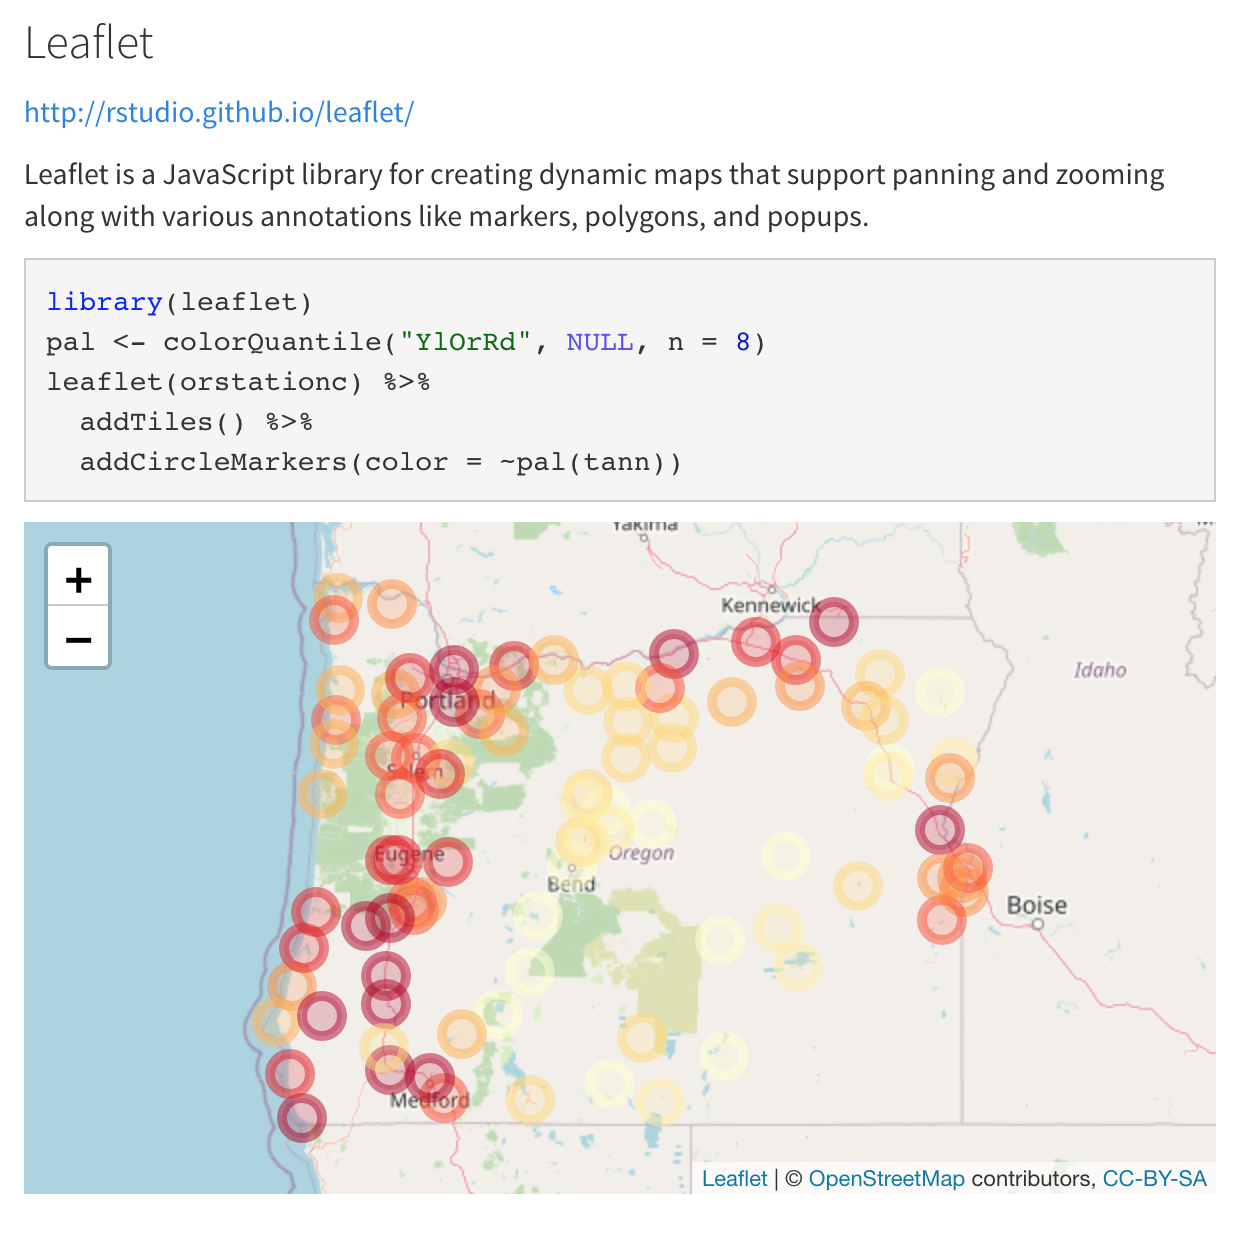 Leaflet
http://rstudio.github.io/leaflet/
Leaflet is a JavaScript library for creating dynamic maps that support panning and zooming
along with various annotations like markers, polygons, and popups.
library(leaflet)
pal <- colorQuantile("YlOrRd", NULL, n = 8)
leaflet(orstationc) %>%
  addTiles() %>%
  addCircleMarkers(color = ~pal(tann))
Yakima
+
−
Kennewick
Idaho
Portland
Salem
Eugene
Oregon
Bend
Boise
Medford
Leaflet | © OpenStreetMap contributors, CC-BY-SA